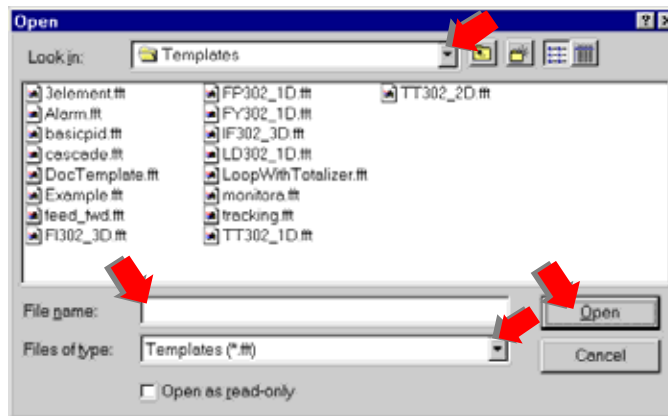 Open
Look in: Templates
3element.fft FP302_1D.fft TT302_2D.fft
Alarm.fft FY302_1D.fft
basicpid.fft IF302_3D.fft
cascade.fft LD302_1D.fft
DocTemplate.fft LoopWithTotalizer.fft
Example.fft monitora.fft
feed_fwd.fft tracking.fft
FI302_3D.fft TT302_1D.fft
File name: Open
Files of type: Templates (*.fft) Cancel
Open as read-only